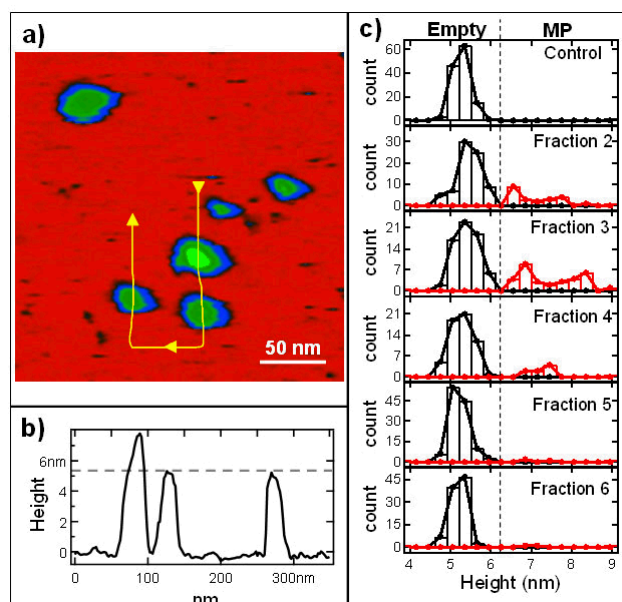 a)
50 nm
b)
Height
6nm
4
2
0
0
100
200
300nm
nm
c)
Empty
MP
Control
count
60
40
20
0
Fraction 2
count
30
20
10
0
Fraction 3
count
21
14
7
0
Fraction 4
count
21
14
7
0
Fraction 5
count
45
30
15
0
Fraction 6
count
45
30
15
0
4
5
6
7
8
9
Height (nm)